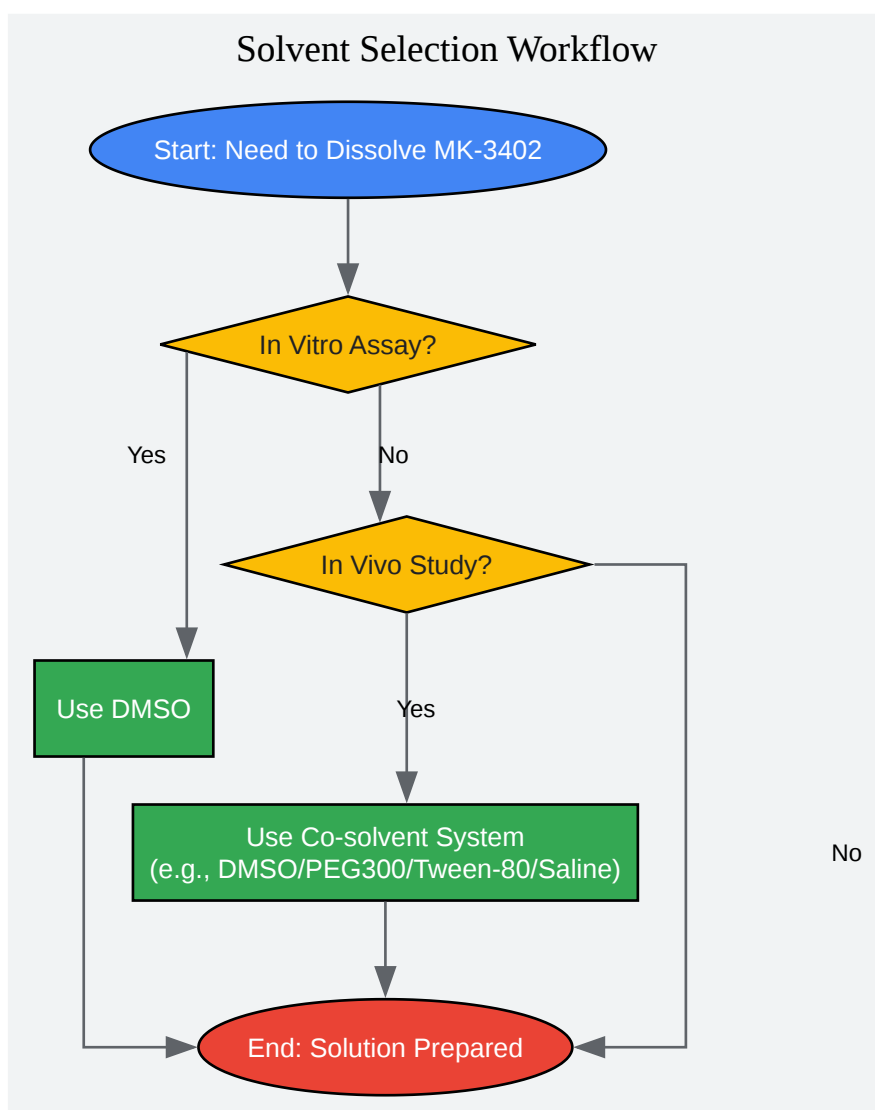 Solvent Selection Workflow
Start: Need to Dissolve MK-3402
In Vitro Assay?
Yes
No
In Vivo Study?
Use DMSO
Yes
Use Co-solvent System
(e.g., DMSO/PEG300/Tween-80/Saline)
No
End: Solution Prepared